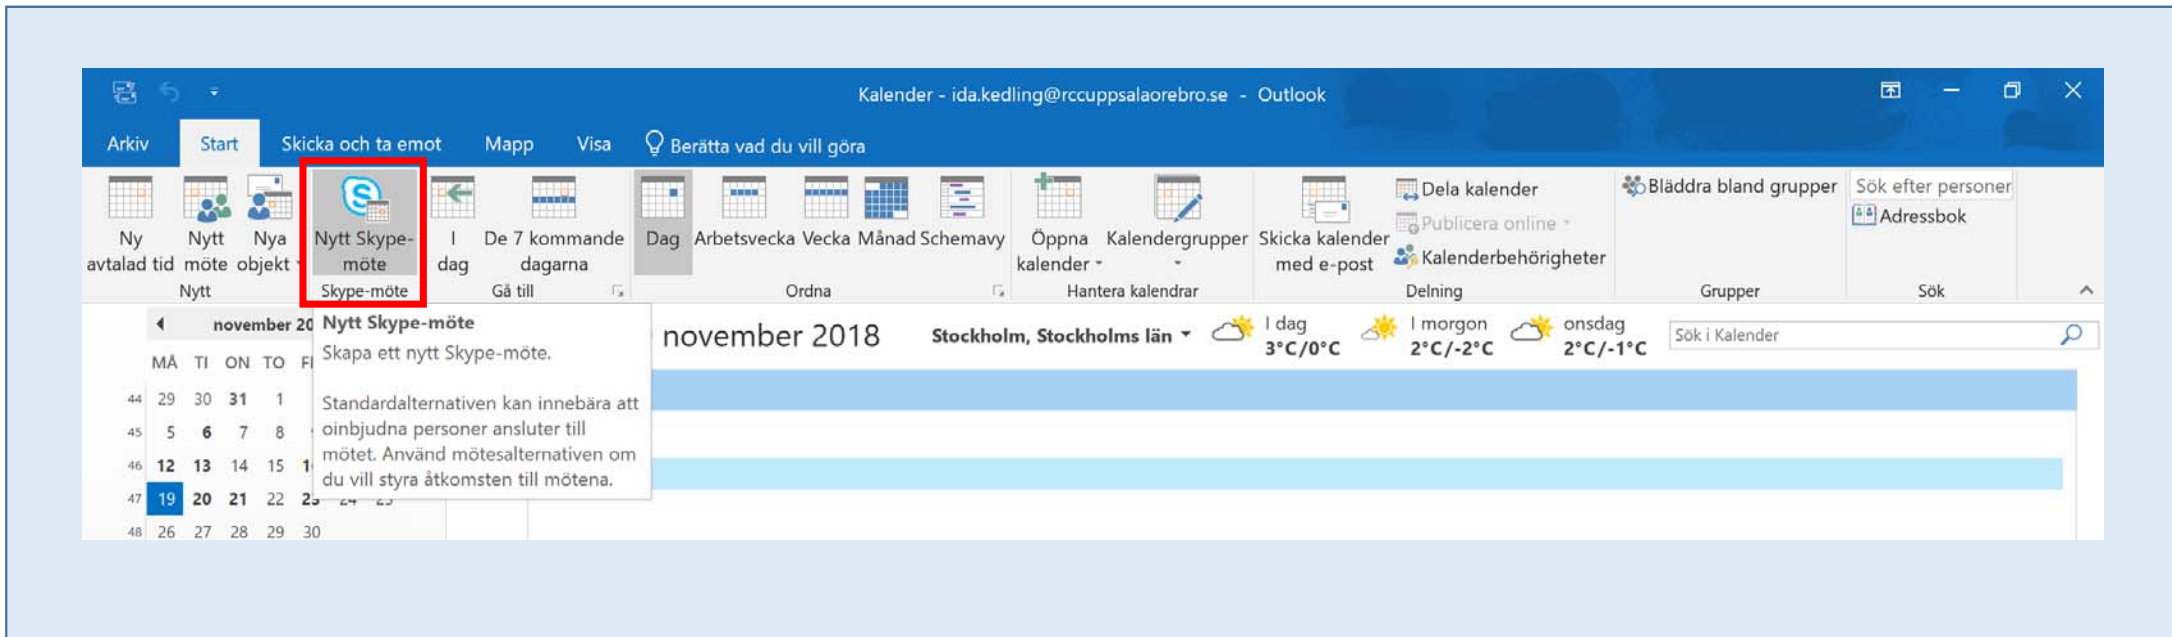 Kalender - ida.kedling@rccuppsalaorebro.se - Outlook
Arkiv Start Skicka och ta emot Mapp Visa Berätta vad du vill göra
Ny avtalad tid
Nytt möte
Nya objekt
Nytt
Nytt Skype-
möte
Skype-möte
I
dag
De 7 kommande
dagarna
Gå till
Dag Arbetsvecka Vecka Månad Schemavy
Ordna
Öppna
kalender
Kalendergrupper
Hantera kalendrar
Skicka kalender
med e-post
Dela kalender
Publicera online
Kalenderbehörigheter
Delning
Bläddra bland grupper
Grupper
Sök efter personer
Adressbok
Sök
november 20
MÅ TI ON TO
44 29 30 31 1
45 5 6 7 8
46 12 13 14 15
47 19 20 21 22 23 24 25
48 26 27 28 29 30
Nytt Skype-möte
Skapa ett nytt Skype-möte.
Standardalternativen kan innebära att
oinbjudna personer ansluter till
mötet. Använd mötesalternativen om
du vill styra åtkomsten till mötena.
november 2018
Stockholm, Stockholms län
I dag
3°C/0°C
I morgon
2°C/-2°C
onsdag
2°C/-1°C
Sök i Kalender